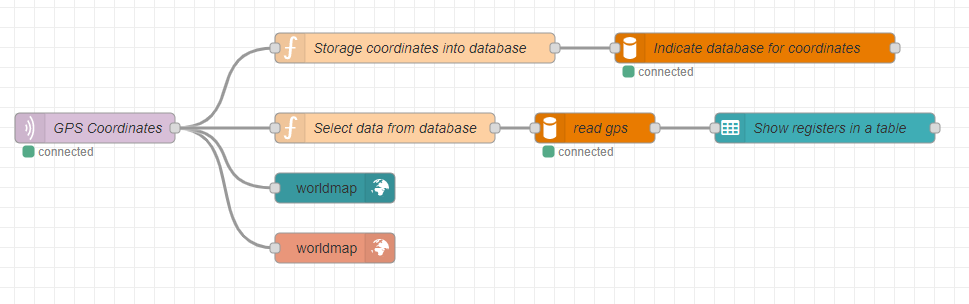 Storage coordinates into database
Indicate database for coordinates
connected
GPS Coordinates
connected
Select data from database
read gps
connected
Show registers in a table
worldmap
worldmap